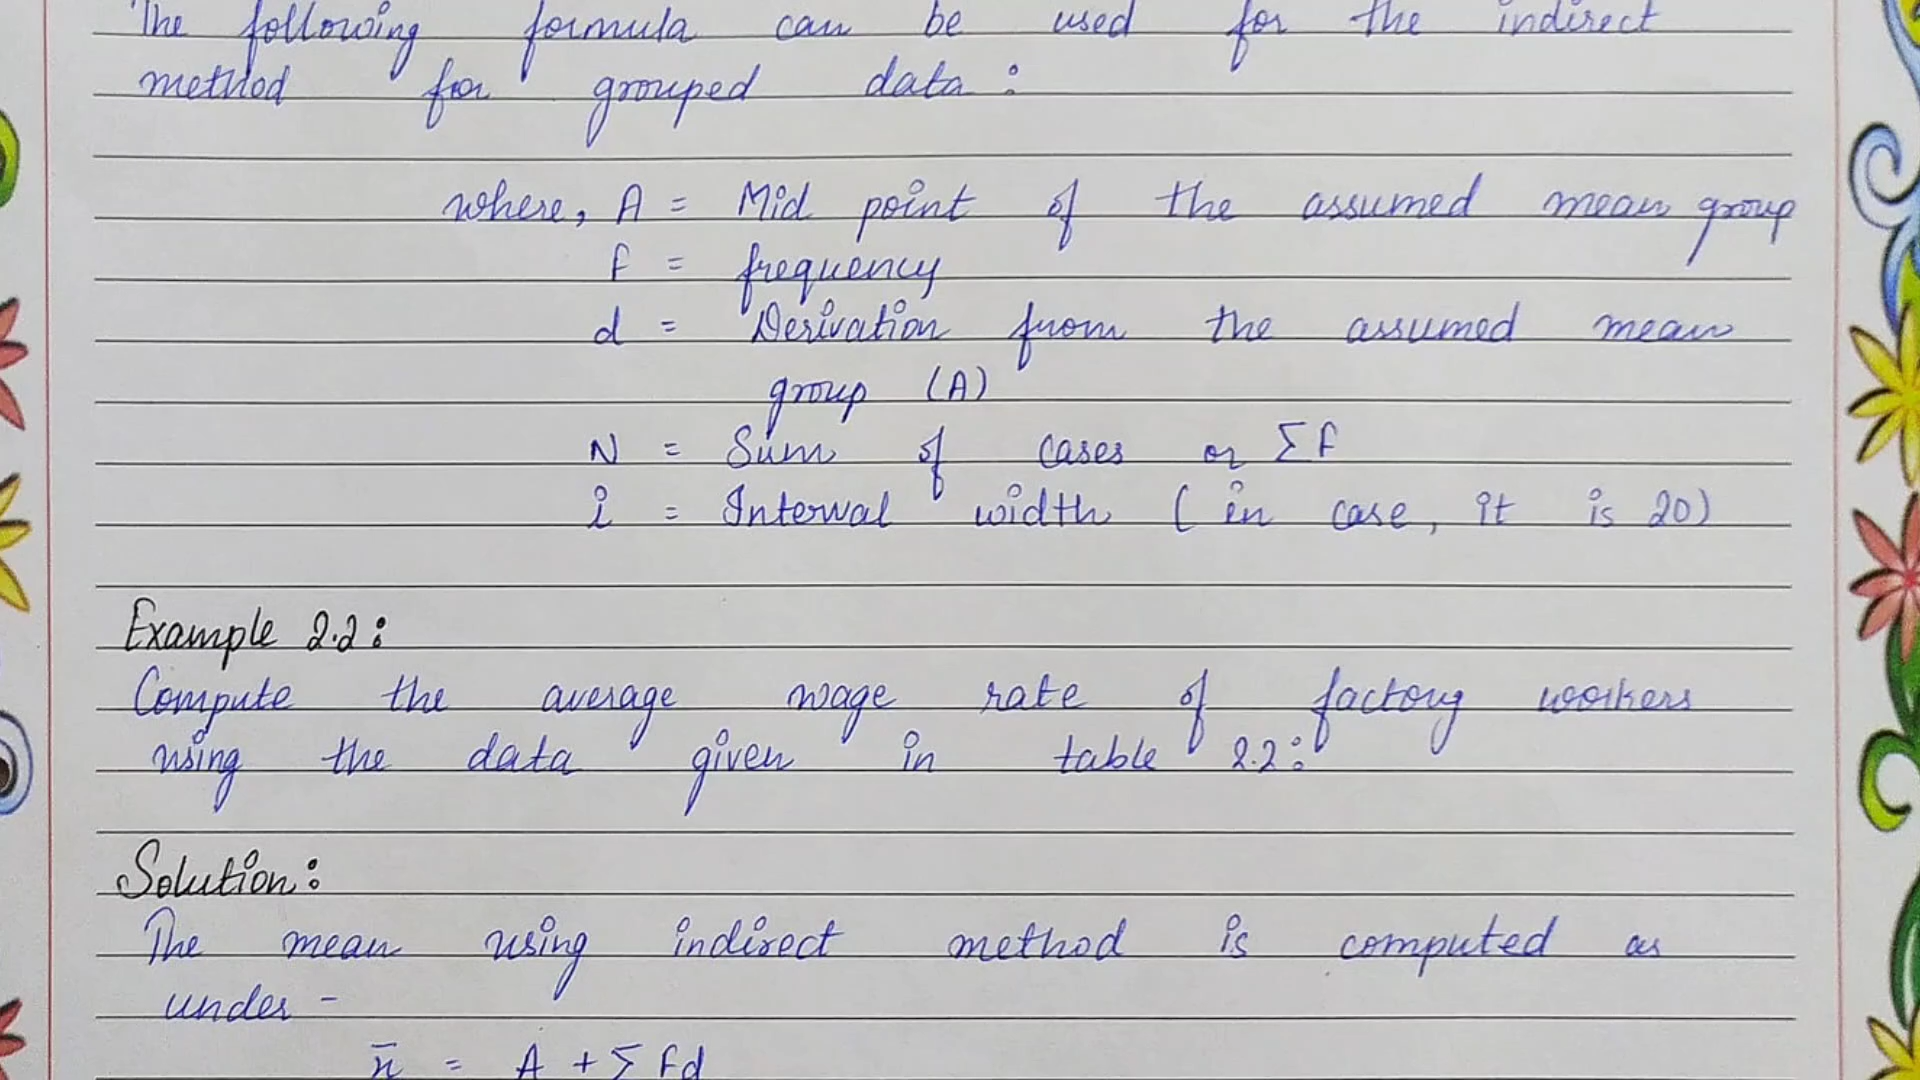 The following formula can be used for the indirect
method for grouped data :
where, A = Mid point of the assumed mean group
f = frequency
d = Derivation from the assumed mean
group (A)
N = Sum of cases or Σf
i = Interval width ( in case, it is 20)
Example 2.2 :
Compute the average wage rate of factory workers
using the data given in table 2.2 :
Solution :
The mean using indirect method is computed as
under -
x̄ = A + Σ fd